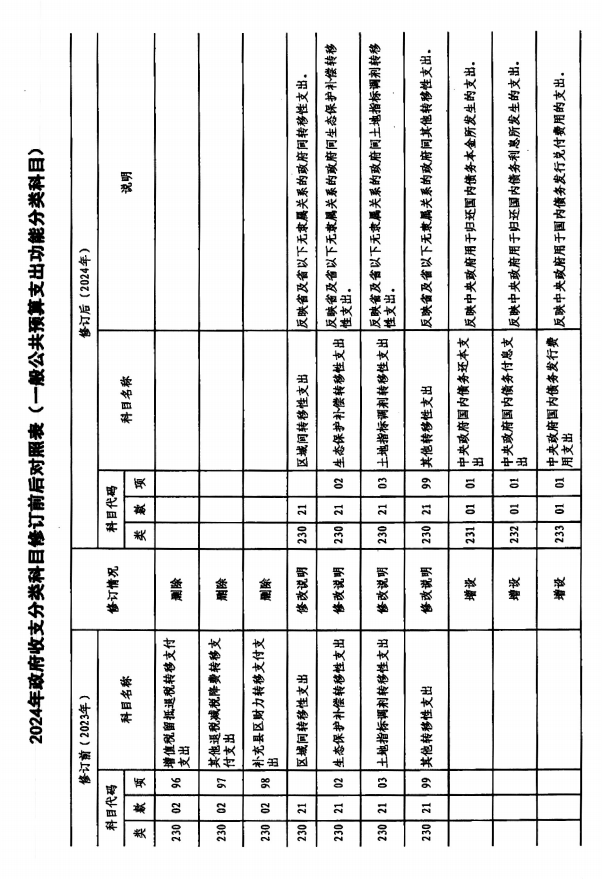 2024年政府收支分类科目修订前后对照表（一般公共预算支出功能分类科目）
修订前（2023年） 修订情况 修订后（2024年）
科目代码 科目名称 科目代码 科目名称 说明
类 款 项 类 款 项
230 02 96 增值税留抵退税转移支付
支出 删除
230 02 97 其他退税减税降费转移支
付支出 删除
230 02 98 补充县区财力转移支付支
出 删除
230 21 区域间转移性支出 修改说明 230 21 区域间转移性支出 反映省及省以下无隶属关系的政府间转移性支出。
230 21 02 生态保护补偿转移性支出 修改说明 230 21 02 生态保护补偿转移性支出 反映省及省以下无隶属关系的政府间生态保护补偿转移
性支出。
230 21 03 土地指标调剂转移性支出 修改说明 230 21 03 土地指标调剂转移性支出 反映省及省以下无隶属关系的政府间土地指标调剂转移
性支出。
230 21 99 其他转移性支出 修改说明 230 21 99 其他转移性支出 反映省及省以下无隶属关系的政府间其他转移性支出。
增设 231 01 01 中央政府国内债务还本支
出 反映中央政府用于归还国内债务本金所发生的支出。
增设 232 01 01 中央政府国内债务付息支
出 反映中央政府用于归还国内债务利息所发生的支出。
增设 233 01 01 中央政府国内债务发行费
用支出 反映中央政府用于国内债务发行兑付费用的支出。